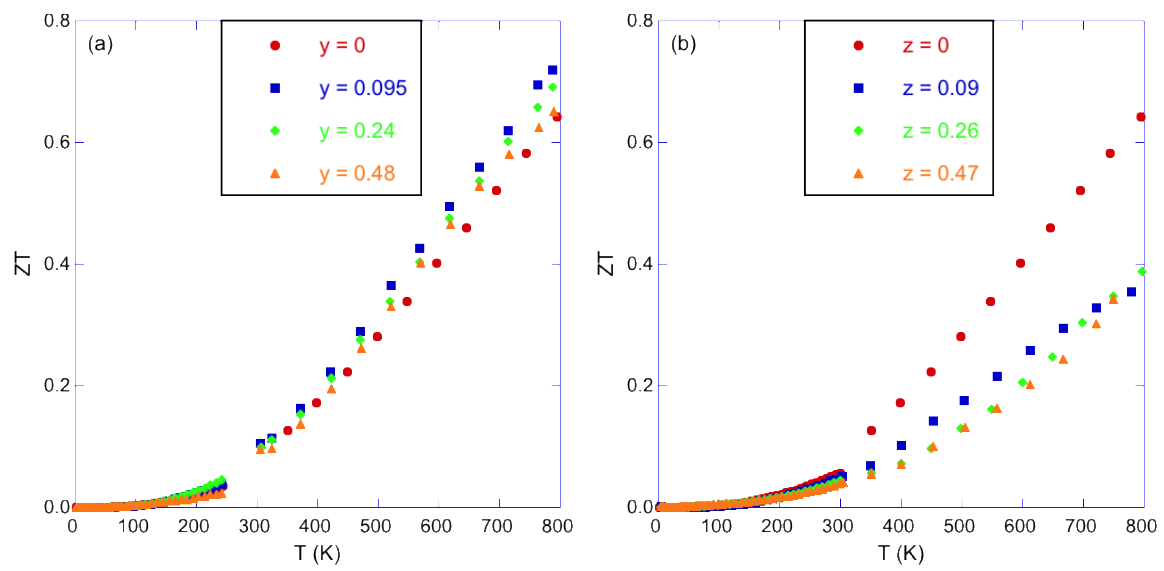 (a)
y = 0
y = 0.095
y = 0.24
y = 0.48
0.8
0.6
0.4
0.2
0.0
ZT
0 100 200 300 400 500 600 700 800
T (K)
(b)
z = 0
z = 0.09
z = 0.26
z = 0.47
0.8
0.6
0.4
0.2
0.0
ZT
0 100 200 300 400 500 600 700 800
T (K)